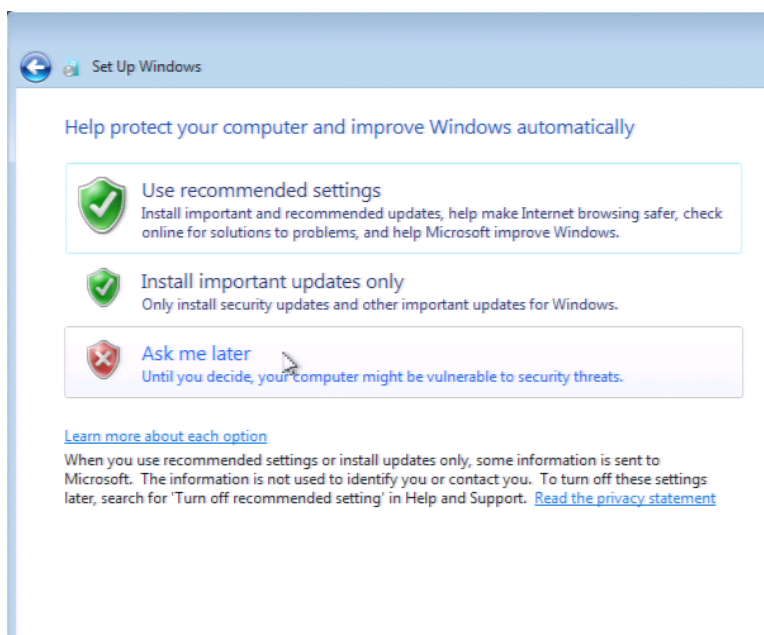 Set Up Windows
Help protect your computer and improve Windows automatically
Use recommended settings
Install important and recommended updates, help make Internet browsing safer, check
online for solutions to problems, and help Microsoft improve Windows.
Install important updates only
Only install security updates and other important updates for Windows.
Ask me later
Until you decide, your computer might be vulnerable to security threats.
Learn more about each option
When you use recommended settings or install updates only, some information is sent to
Microsoft. The information is not used to identify you or contact you. To turn off these settings
later, search for 'Turn off recommended setting' in Help and Support. Read the privacy statement